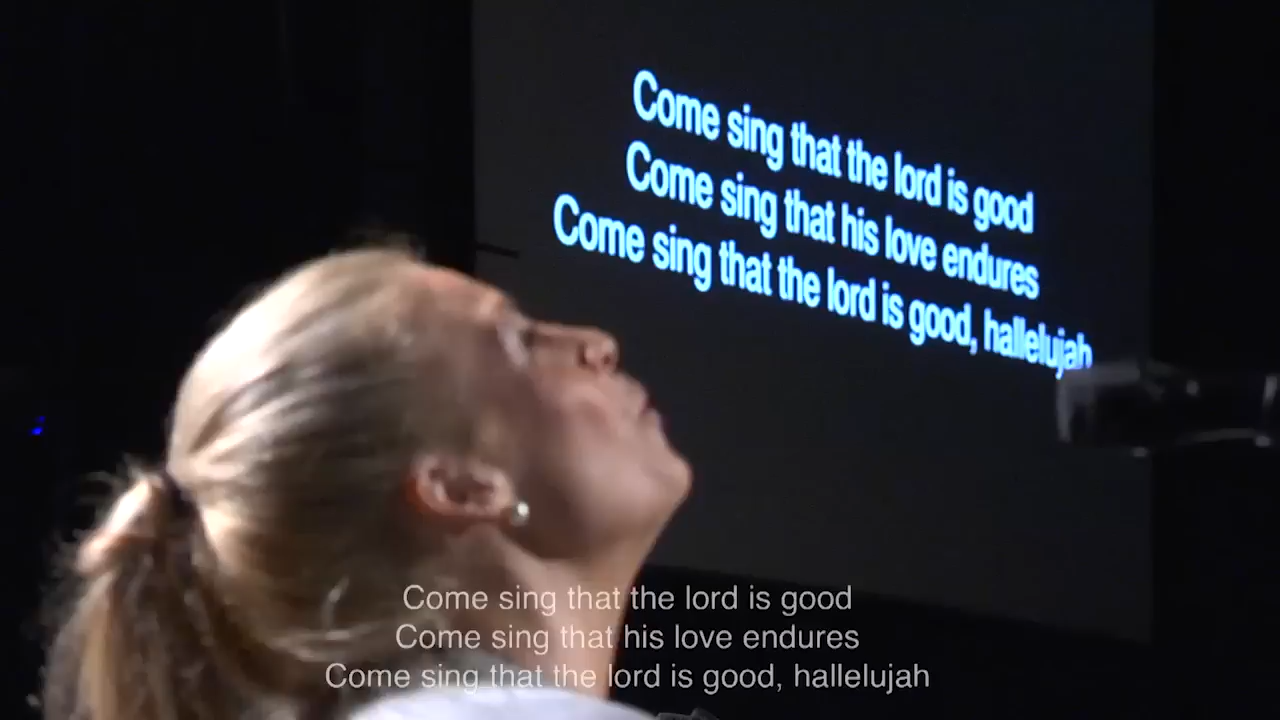 Come sing that the lord is good
Come sing that his love endures
Come sing that the lord is good, hallelujah
Come sing that the lord is good
Come sing that his love endures
Come sing that the lord is good, hallelujah